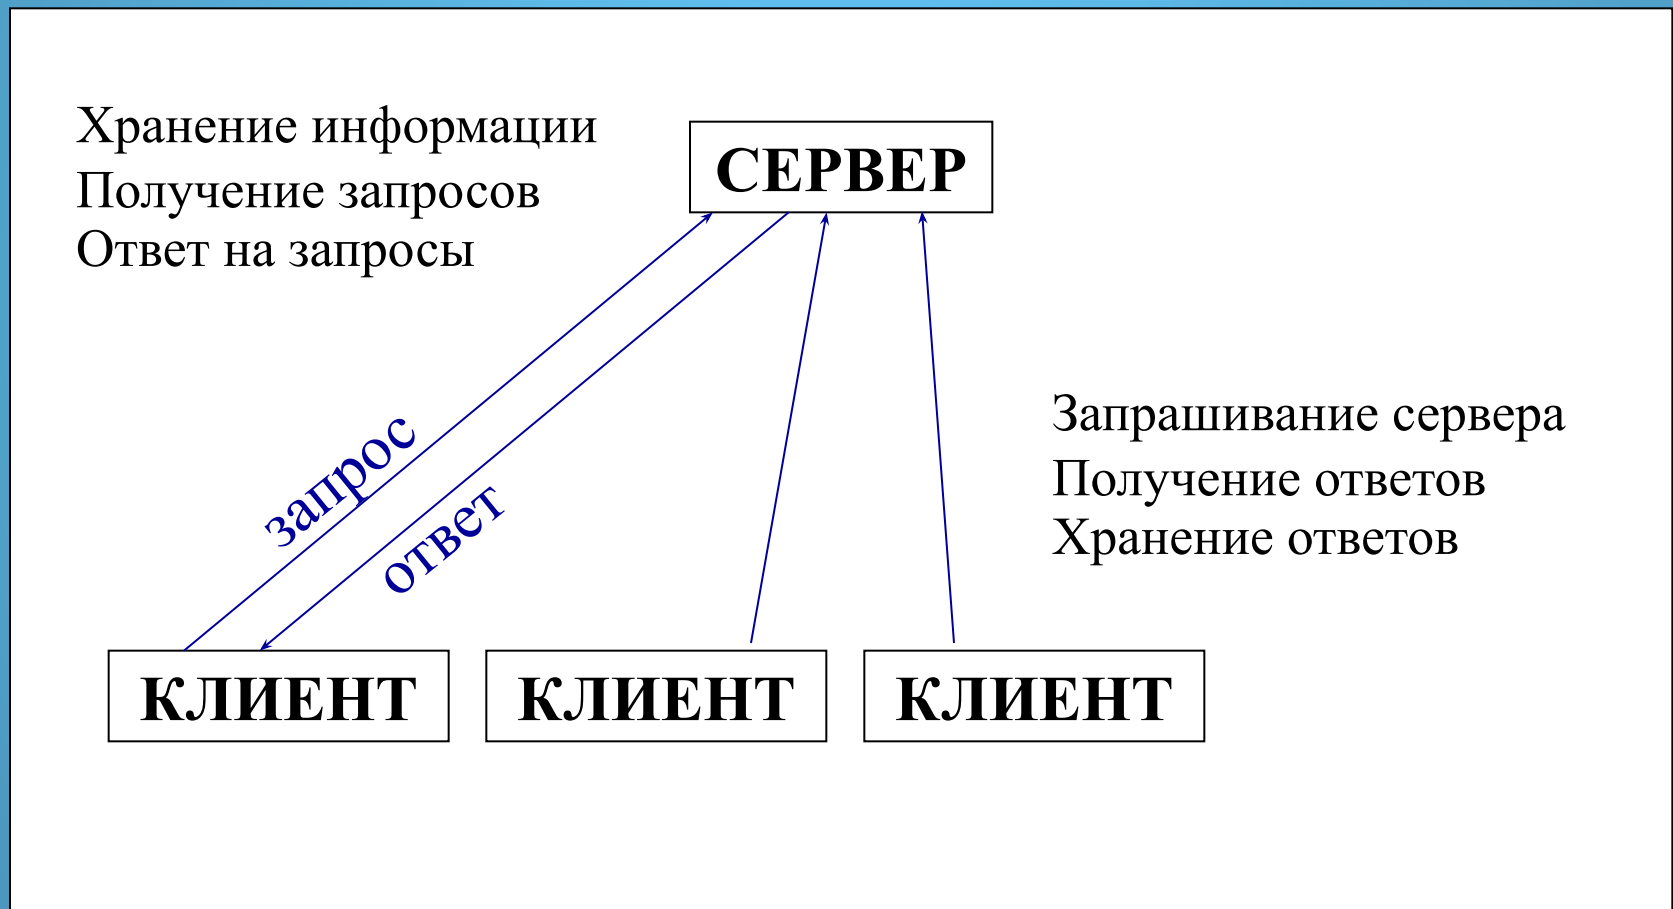 Хранение информации
Получение запросов
Ответ на запросы
СЕРВЕР
запрос
ответ
Запрашивание сервера
Получение ответов
Хранение ответов
КЛИЕНТ
КЛИЕНТ
КЛИЕНТ